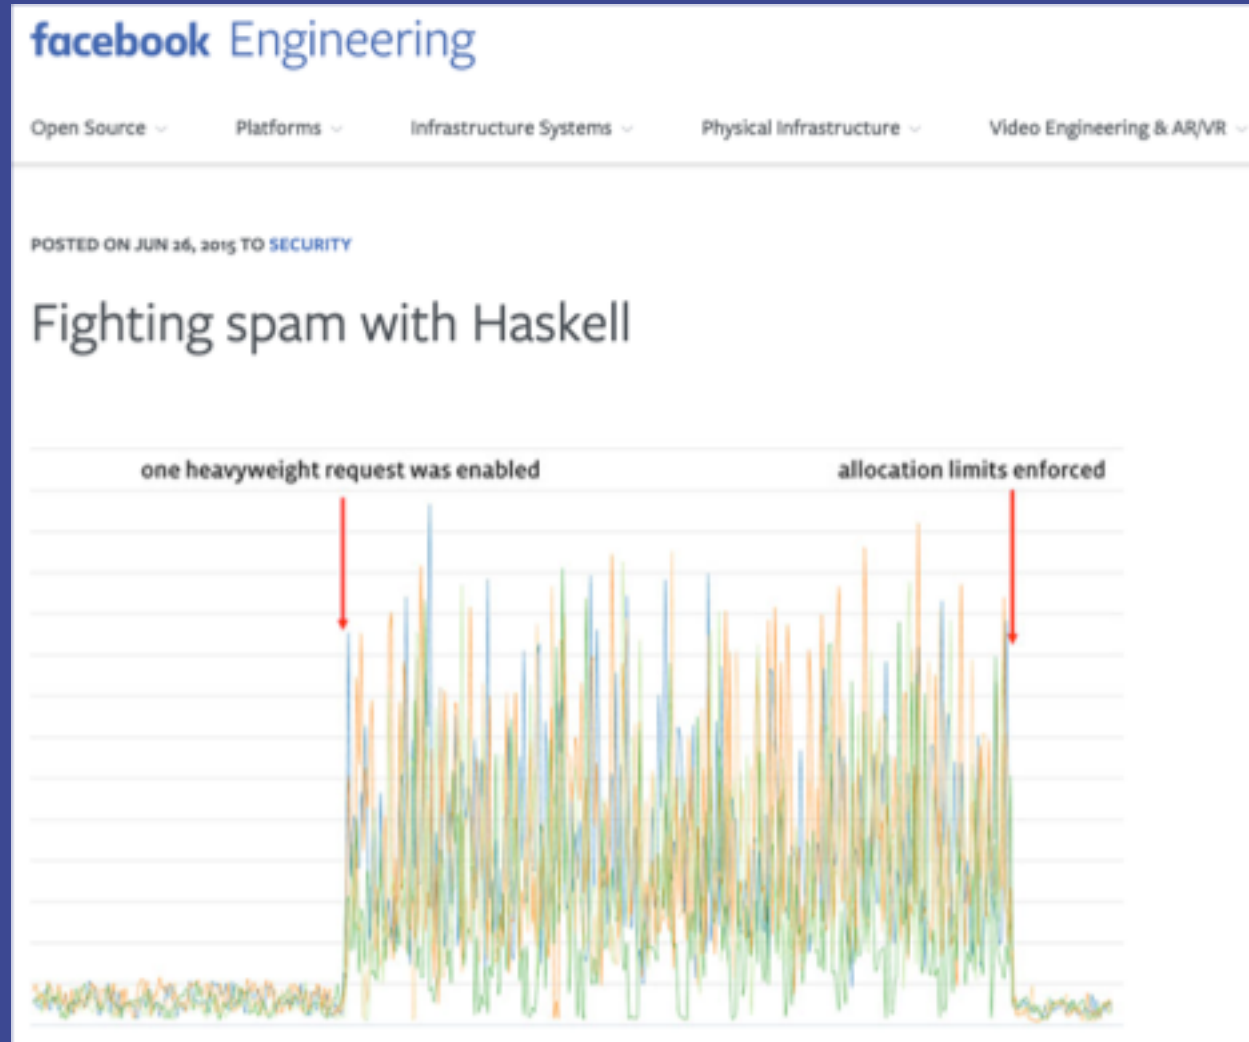 facebook Engineering
Open Source Platforms Infrastructure Systems Physical Infrastructure Video Engineering & AR/VR
POSTED ON JUN 26, 2015 TO SECURITY
Fighting spam with Haskell
one heavyweight request was enabled allocation limits enforced